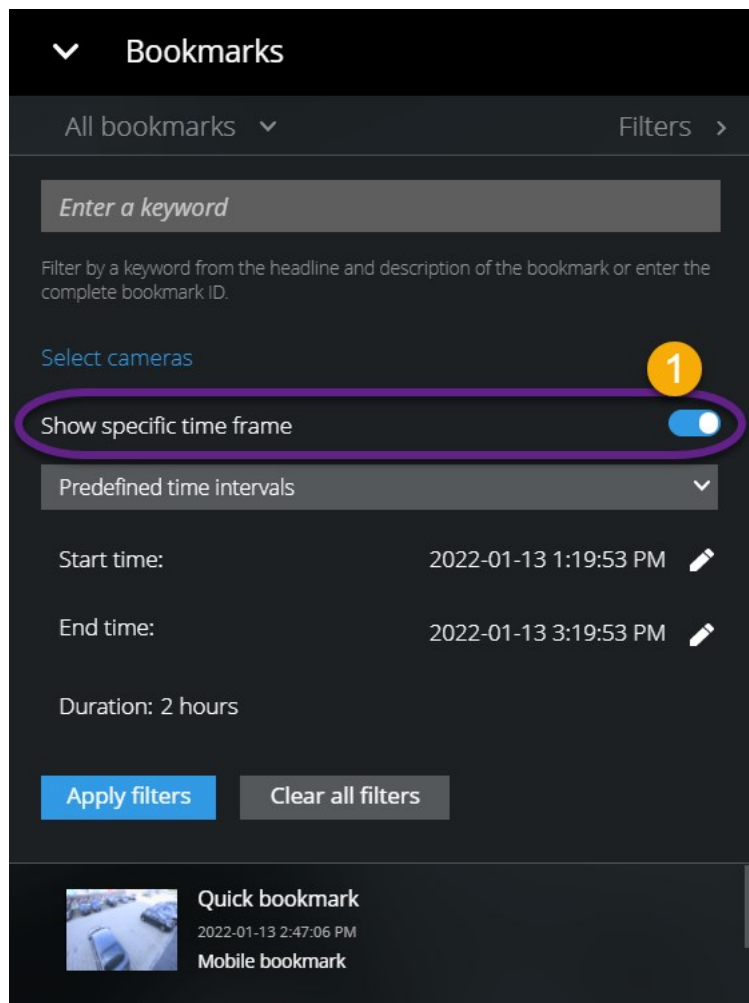 Bookmarks
All bookmarks
Filters
Enter a keyword
Filter by a keyword from the headline and description of the bookmark or enter the
complete bookmark ID.
Select cameras
1
Show specific time frame
Predefined time intervals
Start time:
2022-01-13 1:19:53 PM
End time:
2022-01-13 3:19:53 PM
Duration: 2 hours
Apply filters
Clear all filters
Quick bookmark
2022-01-13 2:47:06 PM
Mobile bookmark